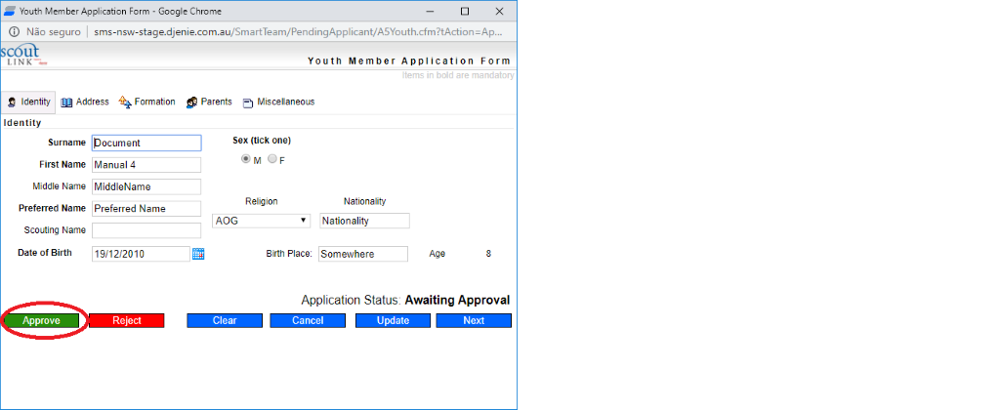 Youth Member Application Form - Google Chrome
Não seguro | sms-nsw-stage.djenie.com.au/SmartTeam/PendingApplicant/A5Youth.cfm?tAction=Ap...
scout
LINK
Youth Member Application Form
Items in bold are mandatory
Identity Address Formation Parents Miscellaneous
Identity
Surname Document Sex (tick one)
First Name Manual 4 M F
Middle Name MiddleName
Religion Nationality
Preferred Name Preferred Name
AOG Nationality
Scouting Name
Date of Birth 19/12/2010 Birth Place: Somewhere Age 8
Application Status: Awaiting Approval
Approve Reject Clear Cancel Update Next